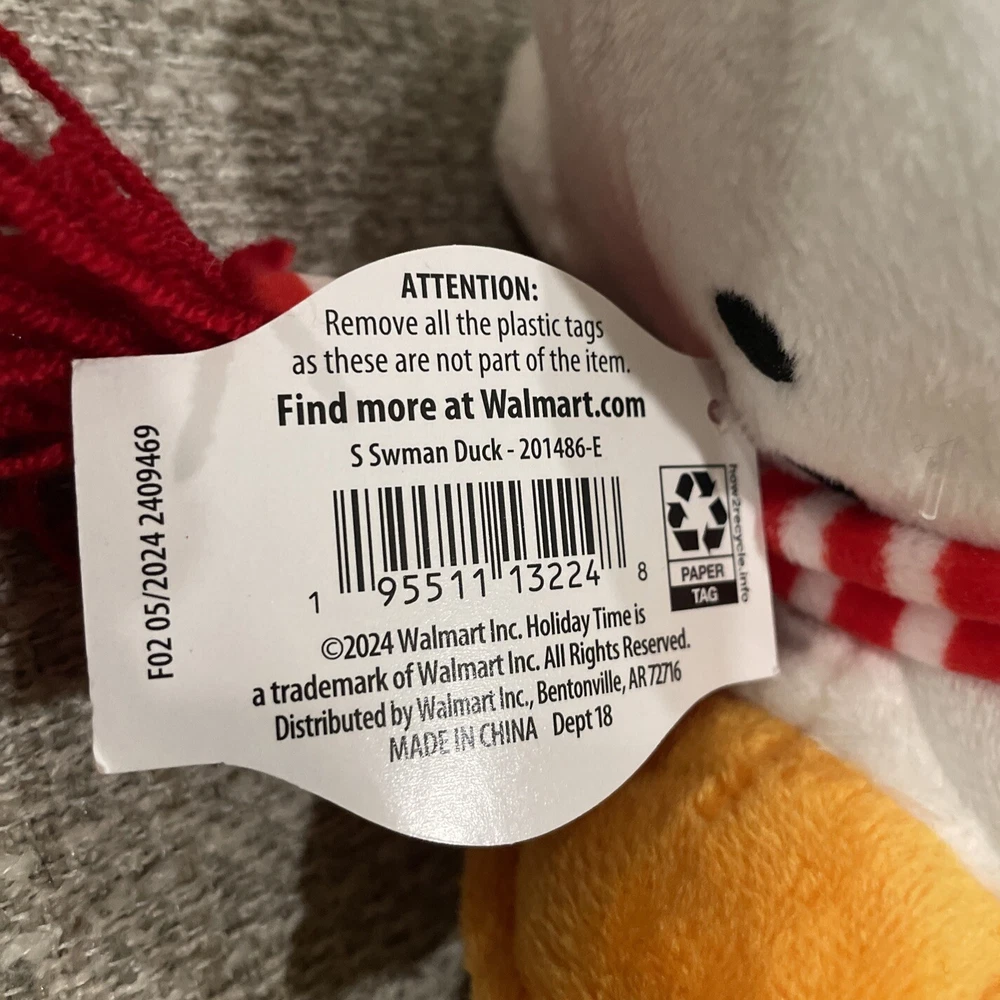 ATTENTION:
Remove all the plastic tags
as these are not part of the item.
Find more at Walmart.com
S Swman Duck - 201486-E
1 95511 13224 8
PAPER
TAG
how2recycle.info
©2024 Walmart Inc. Holiday Time is
a trademark of Walmart Inc. All Rights Reserved.
Distributed by Walmart Inc., Bentonville, AR 72716
MADE IN CHINA Dept 18
F02 05/2024 2409469